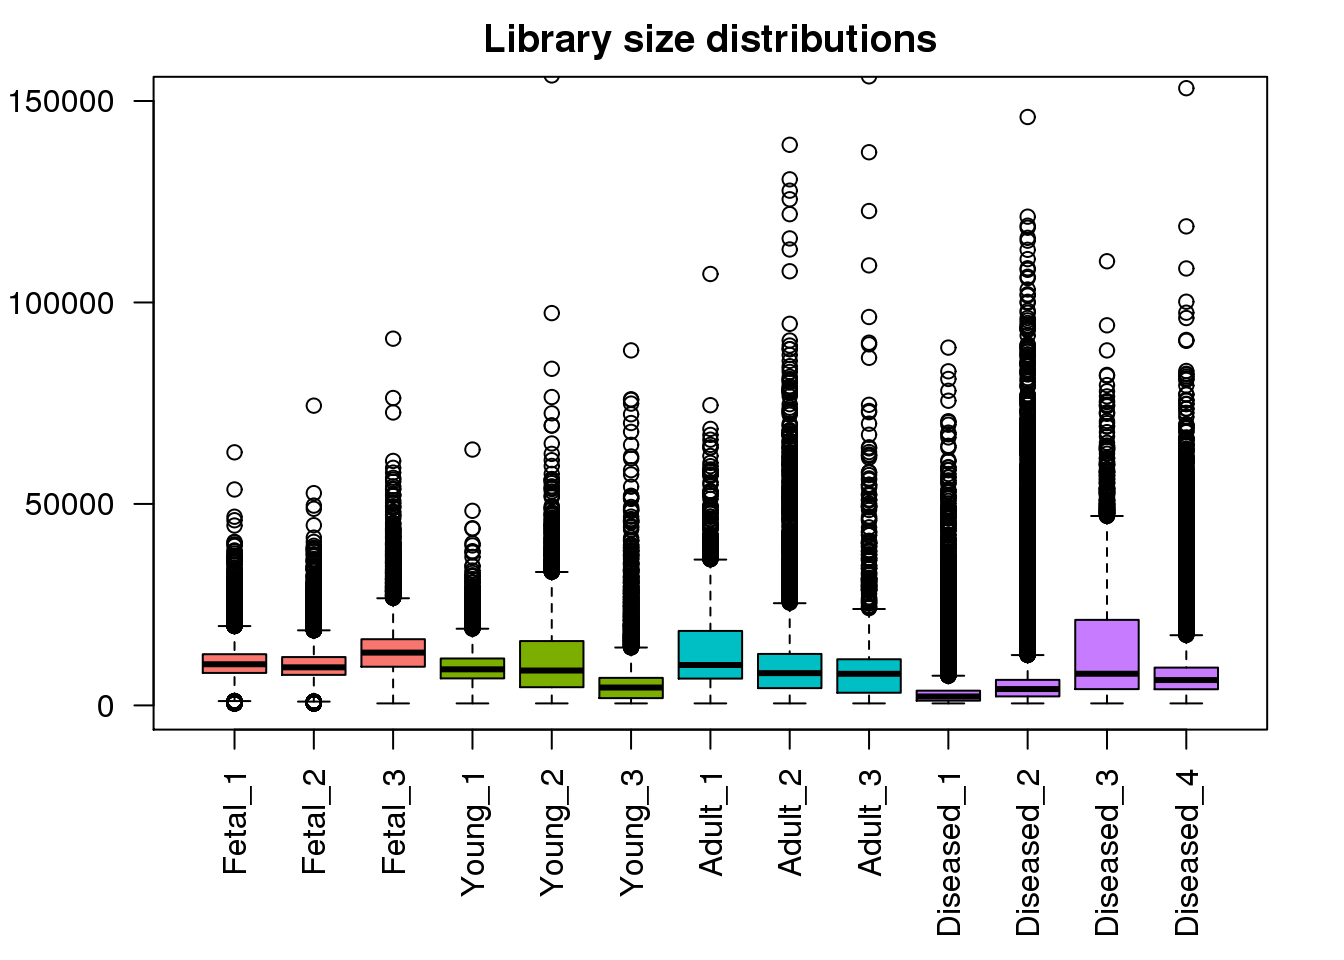 Library size distributions
150000
100000
50000
0
Fetal_1
Fetal_2
Fetal_3
Young_1
Young_2
Young_3
Adult_1
Adult_2
Adult_3
Diseased_1
Diseased_2
Diseased_3
Diseased_4